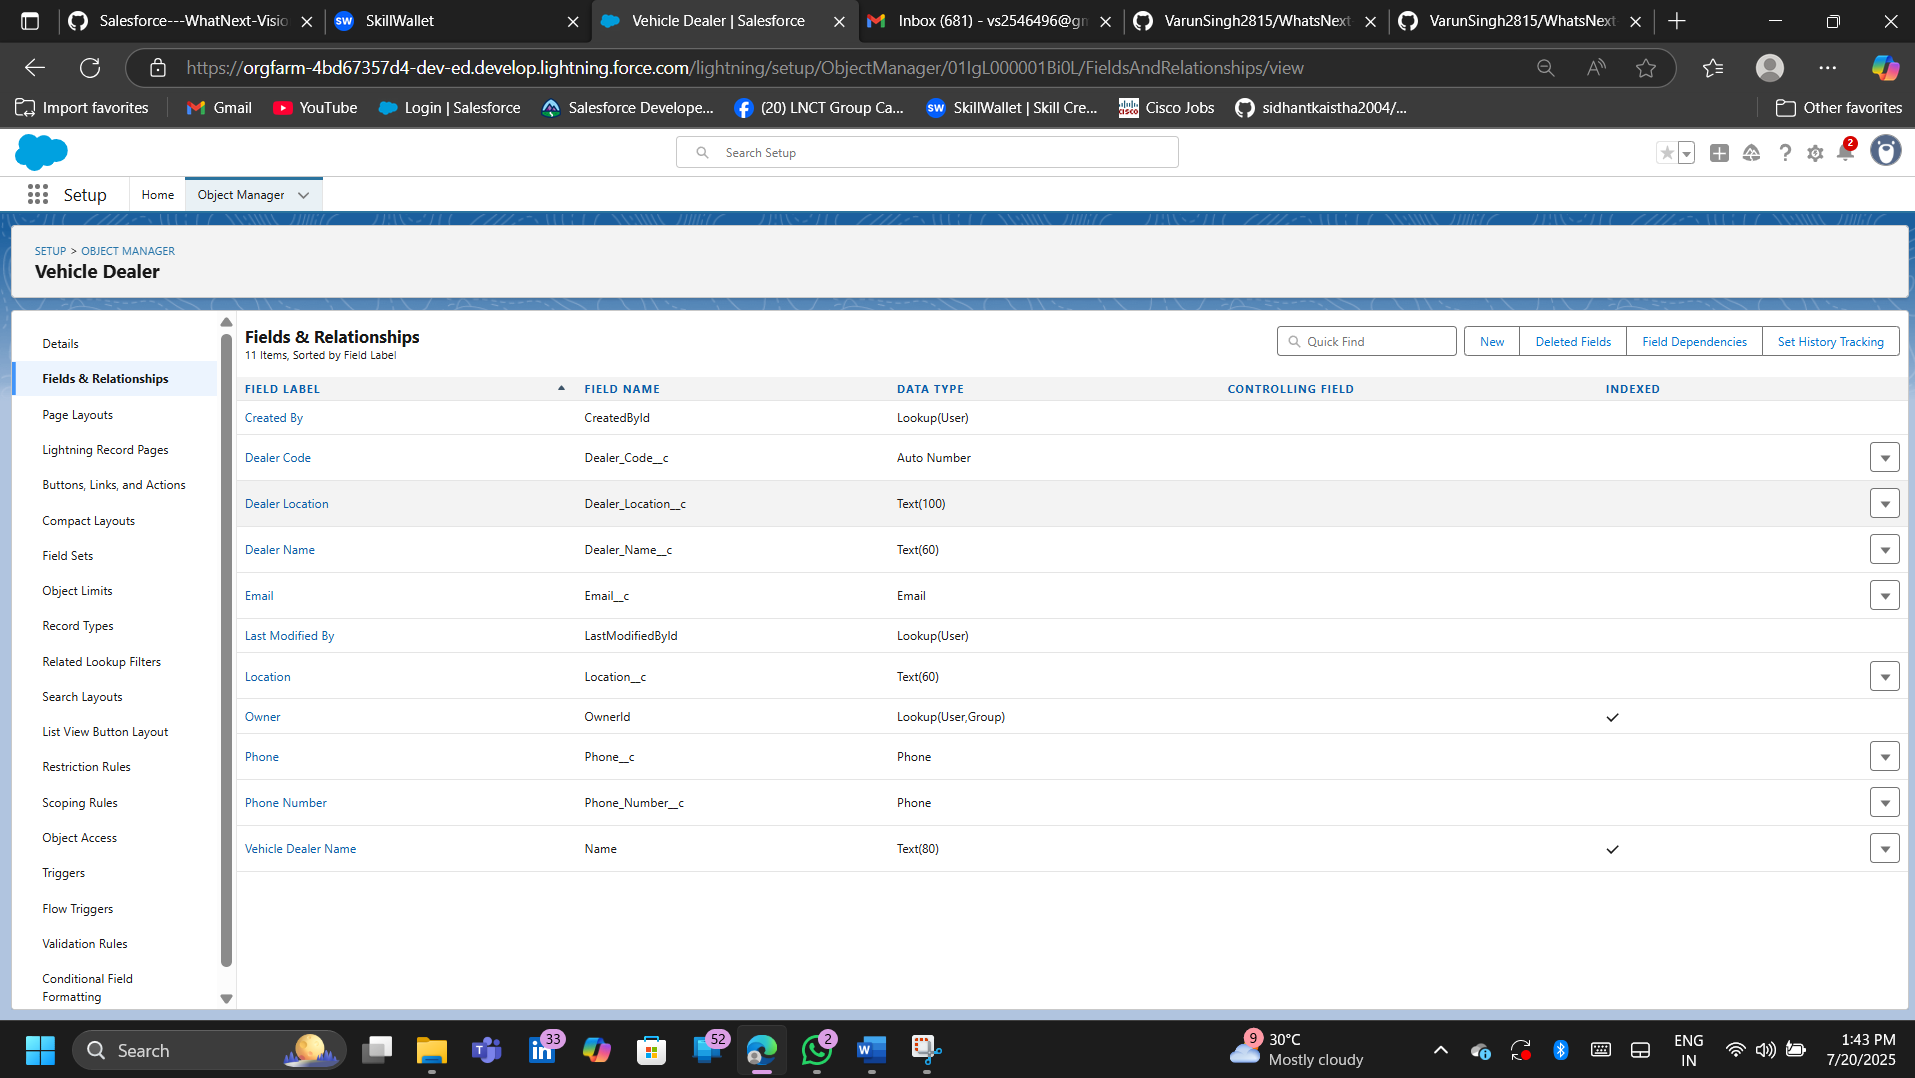 Salesforce---WhatNext-Visio
SkillWallet
Vehicle Dealer | Salesforce
Inbox (681) - vs2546496@gm
VarunSingh2815/WhatsNext-
VarunSingh2815/WhatsNext-
https://orgfarm-4bd67357d4-dev-ed.develop.lightning.force.com/lightning/setup/ObjectManager/01IgL000001Bi0L/FieldsAndRelationships/view
Import favorites
Gmail
YouTube
Login | Salesforce
Salesforce Develope...
(20) LNCT Group Ca...
SkillWallet | Skill Cre...
Cisco Jobs
sidhantkaistha2004/...
Other favorites
Search Setup
2
Setup
Home
Object Manager
SETUP > OBJECT MANAGER
Vehicle Dealer
Details
Fields & Relationships
Page Layouts
Lightning Record Pages
Buttons, Links, and Actions
Compact Layouts
Field Sets
Object Limits
Record Types
Related Lookup Filters
Search Layouts
List View Button Layout
Restriction Rules
Scoping Rules
Object Access
Triggers
Flow Triggers
Validation Rules
Conditional Field
Formatting
Fields & Relationships
11 Items, Sorted by Field Label
Quick Find
New
Deleted Fields
Field Dependencies
Set History Tracking
FIELD LABEL FIELD NAME DATA TYPE CONTROLLING FIELD INDEXED
Created By CreatedById Lookup(User)
Dealer Code Dealer_Code__c Auto Number
Dealer Location Dealer_Location__c Text(100)
Dealer Name Dealer_Name__c Text(60)
Email Email__c Email
Last Modified By LastModifiedById Lookup(User)
Location Location__c Text(60)
Owner OwnerId Lookup(User,Group)
Phone Phone__c Phone
Phone Number Phone_Number__c Phone
Vehicle Dealer Name Name Text(80)
Search
33
52
2
9
30°C
Mostly cloudy
ENG
IN
1:43 PM
7/20/2025